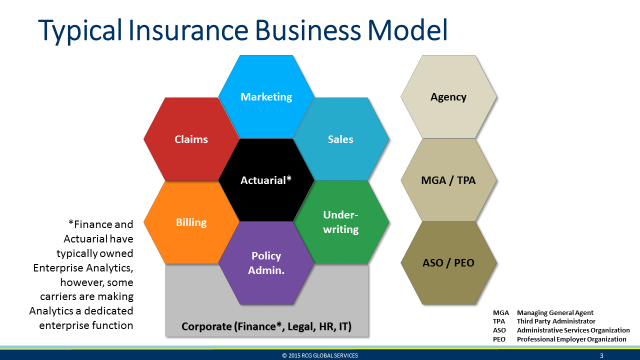 Typical Insurance Business Model
Marketing
Agency
Claims
Sales
Actuarial*
MGA / TPA
Billing
Under-
writing
*Finance and
Actuarial have
typically owned
Enterprise Analytics,
however, some
carriers are making
Analytics a dedicated
enterprise function
Policy
Admin.
ASO / PEO
Corporate (Finance*, Legal, HR, IT)
MGA Managing General Agent
TPA Third Party Administrator
ASO Administrative Services Organization
PEO Professional Employer Organization
© 2015 RCG GLOBAL SERVICES
3